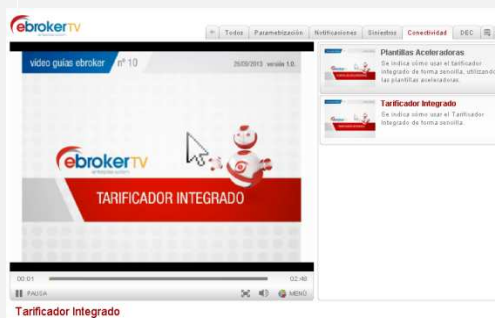 ebrokerTV
Todos Parametrización Notificaciones Siniestros Conectividad DEC
video guías ebroker nº 10
26/08/2013 versión 1.0.
ebrokerTV
TARIFICADOR INTEGRADO
00:01
02:48
PAUSA
MENÚ
Tarificador Integrado
Plantillas Aceleradoras
Se indica cómo usar el tarificador
integrado de forma sencilla, utilizando
las plantillas aceleradoras.
Tarificador Integrado
Se indica cómo usar el Tarificador
Integrado de forma sencilla.